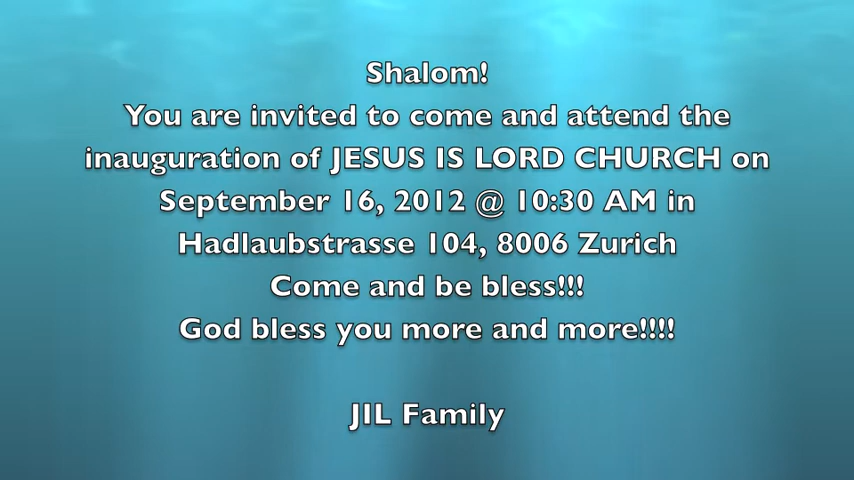 Shalom!
You are invited to come and attend the
inauguration of JESUS IS LORD CHURCH on
September 16, 2012 @ 10:30 AM in
Hadlaubstrasse 104, 8006 Zurich
Come and be bless!!!
God bless you more and more!!!!
JIL Family